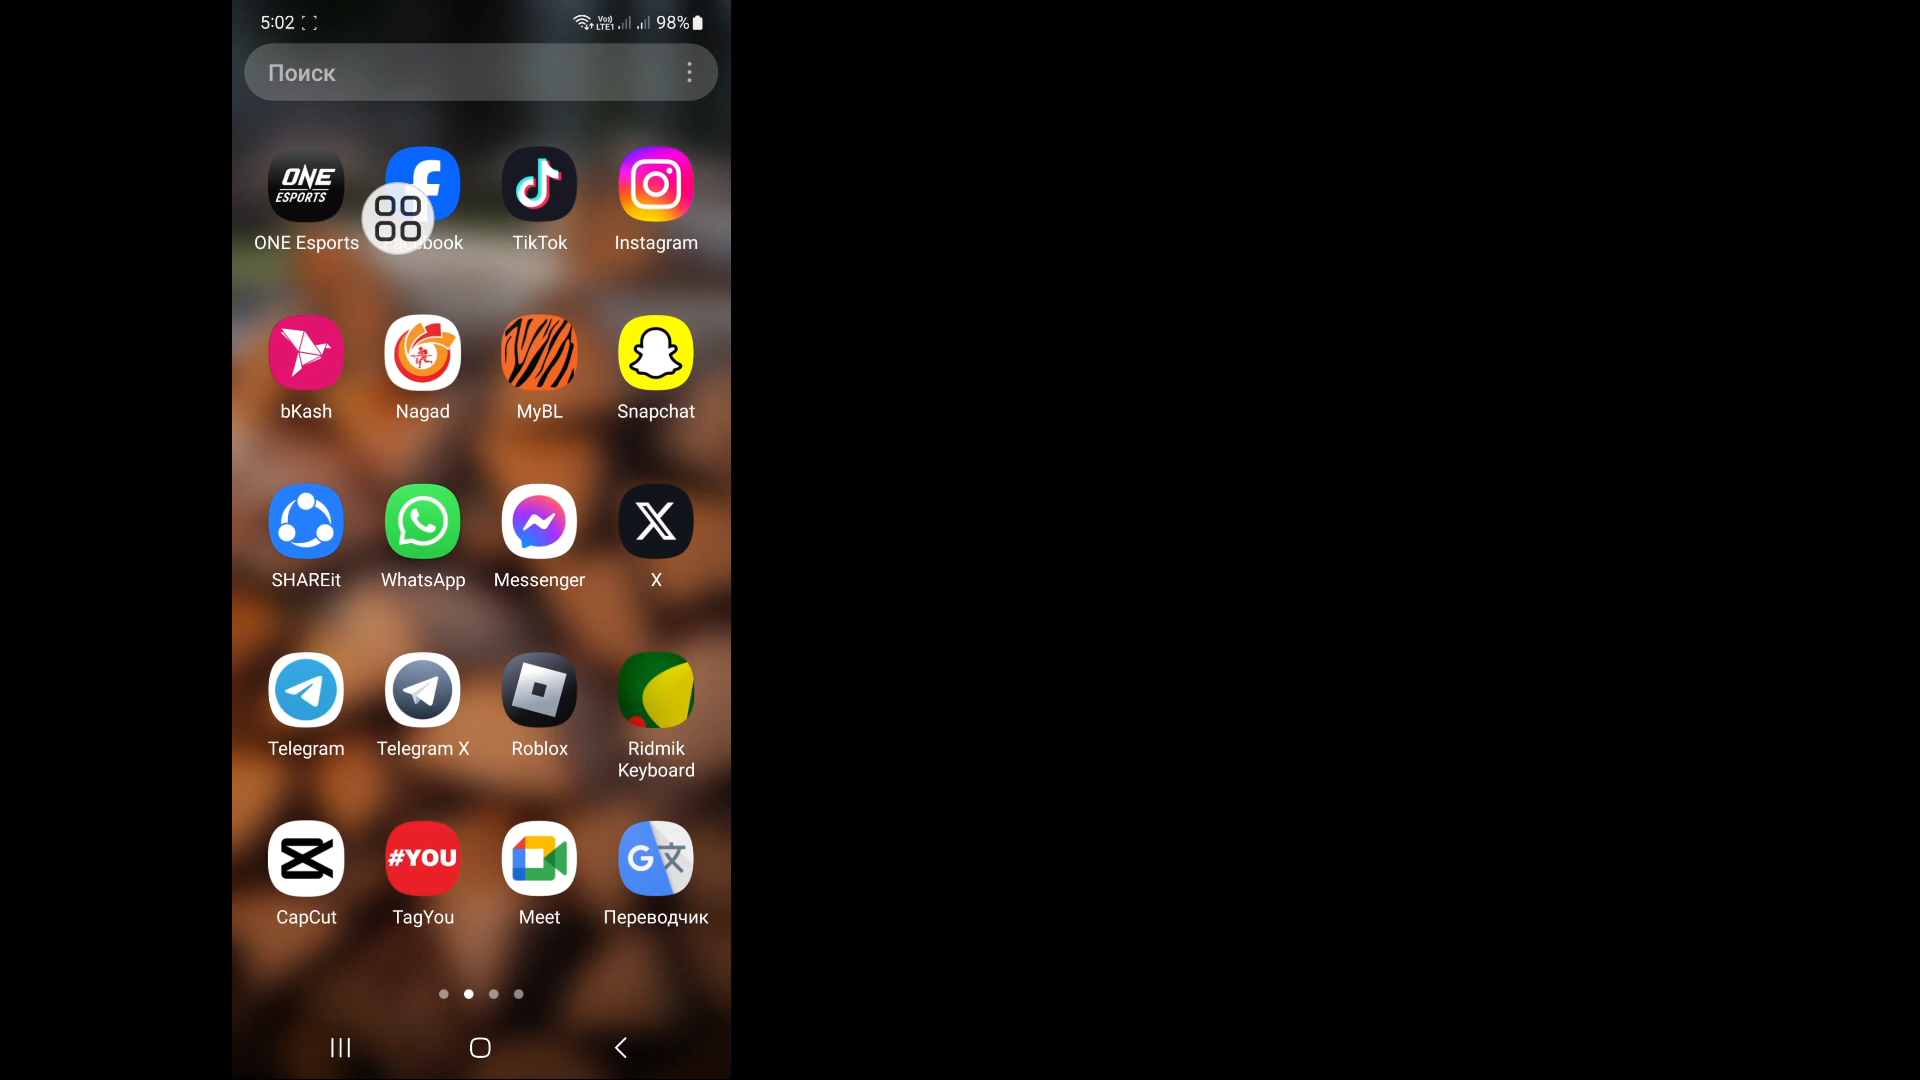 5:02 98%
Поиск
ONE
ESPORTS
ONE Esports Facebook TikTok Instagram
bKash Nagad MyBL Snapchat
SHAREit WhatsApp Messenger X
Telegram Telegram X Roblox Ridmik
Keyboard
#YOU
CapCut TagYou Meet Переводчик